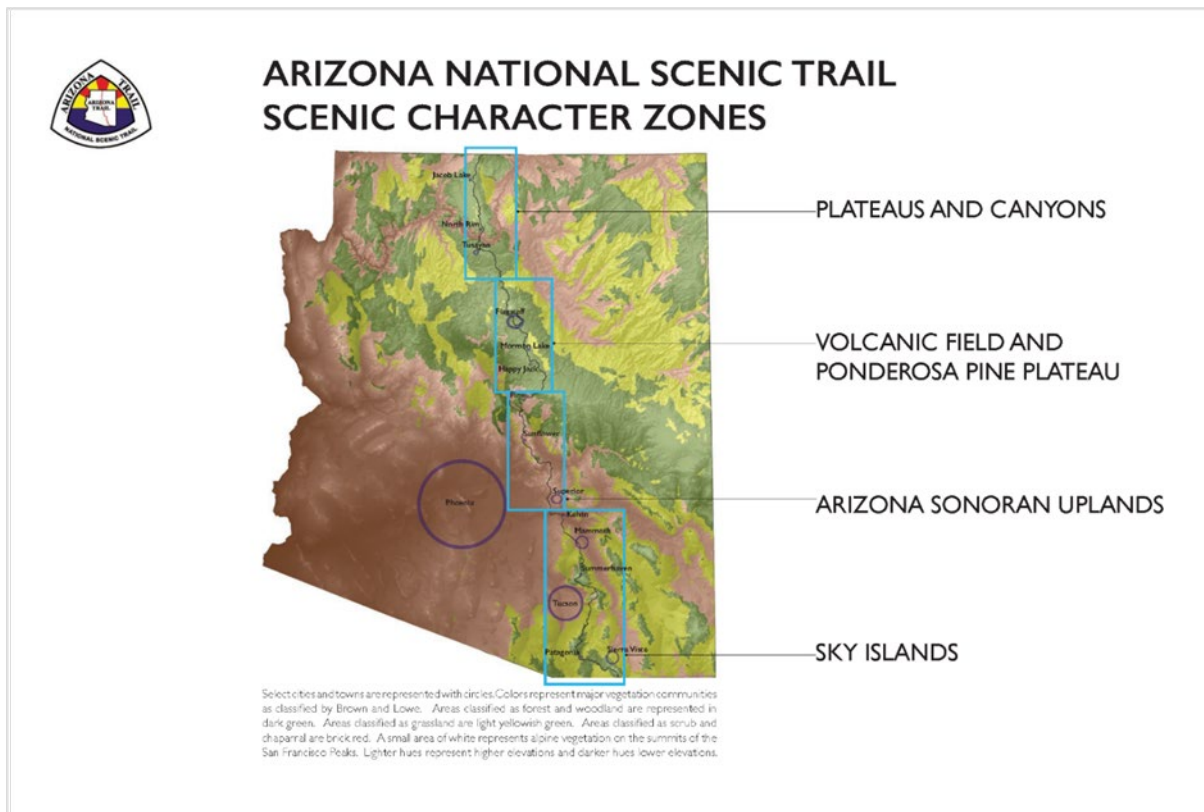 ARIZONA TRAIL
ARIZONA
TRAIL
NATIONAL SCENIC TRAIL
ARIZONA NATIONAL SCENIC TRAIL
SCENIC CHARACTER ZONES
Jacob Lake
North Rim
Tusayan
PLATEAUS AND CANYONS
Flagstaff
Mormon Lake
Happy Jack
VOLCANIC FIELD AND
PONDEROSA PINE PLATEAU
Sunflower
Phoenix
Superior
Kelvin
ARIZONA SONORAN UPLANDS
Mammoth
Summerhaven
Tucson
Patagonia
Sierra Vista
SKY ISLANDS
Select cities and towns are represented with circles. Colors represent major vegetation communities
as classified by Brown and Lowe. Areas classified as forest and woodland are represented in
dark green. Areas classified as grassland are light yellowish green. Areas classified as scrub and
chaparral are brick red. A small area of white represents alpine vegetation on the summits of the
San Francisco Peaks. Lighter hues represent higher elevations and darker hues lower elevations.